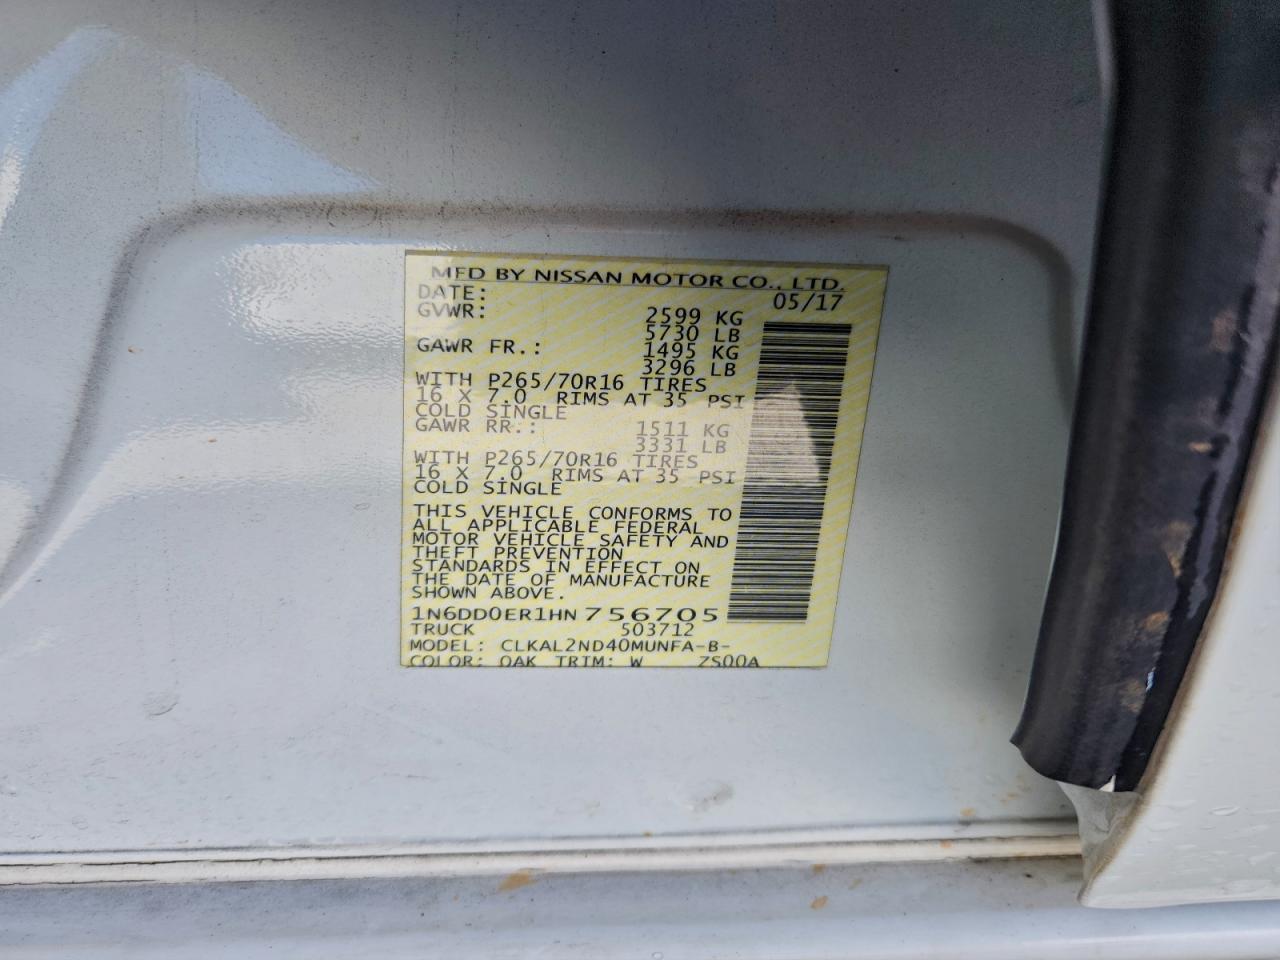 MFD BY NISSAN MOTOR CO., LTD.
DATE: 05/17
GVWR: 2599 KG
5730 LB
GAWR FR.: 1495 KG
3296 LB
WITH P265/70R16 TIRES
16 X 7.0 RIMS AT 35 PSI
COLD SINGLE
GAWR RR.: 1511 KG
3331 LB
WITH P265/70R16 TIRES
16 X 7.0 RIMS AT 35 PSI
COLD SINGLE
THIS VEHICLE CONFORMS TO
ALL APPLICABLE FEDERAL
MOTOR VEHICLE SAFETY AND
THEFT PREVENTION
STANDARDS IN EFFECT ON
THE DATE OF MANUFACTURE
SHOWN ABOVE.
1N6DD0ER1HN756705
TRUCK 503712
MODEL: CLKAL2ND40MUNFA-B-
COLOR: QAK TRIM: W ZS00A